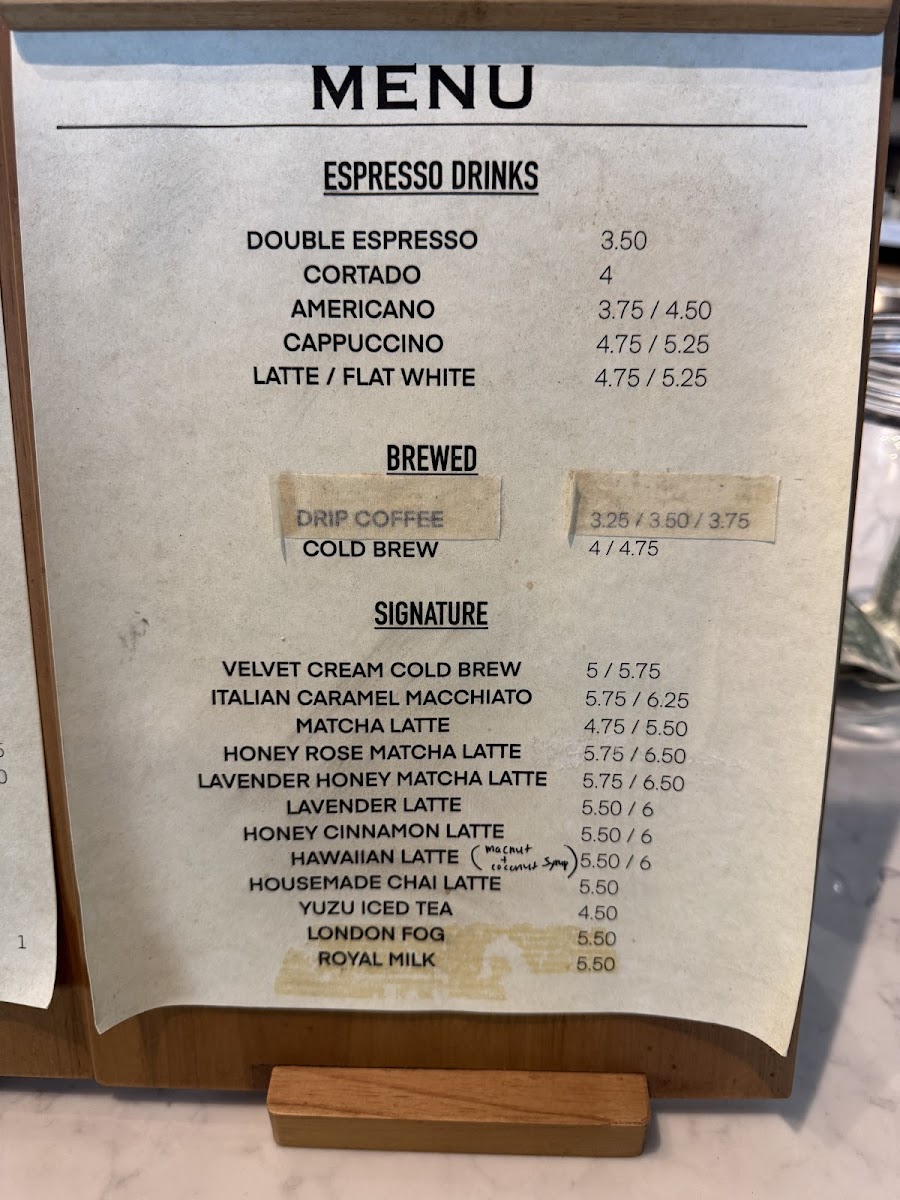 MENU
ESPRESSO DRINKS
DOUBLE ESPRESSO 3.50
CORTADO 4
AMERICANO 3.75 / 4.50
CAPPUCCINO 4.75 / 5.25
LATTE / FLAT WHITE 4.75 / 5.25
BREWED
DRIP COFFEE 3.25 / 3.50 / 3.75
COLD BREW 4 / 4.75
SIGNATURE
VELVET CREAM COLD BREW 5 / 5.75
ITALIAN CARAMEL MACCHIATO 5.75 / 6.25
MATCHA LATTE 4.75 / 5.50
HONEY ROSE MATCHA LATTE 5.75 / 6.50
LAVENDER HONEY MATCHA LATTE 5.75 / 6.50
LAVENDER LATTE 5.50 / 6
HONEY CINNAMON LATTE 5.50 / 6
HAWAIIAN LATTE (macnut + coconut syrup) 5.50 / 6
HOUSEMADE CHAI LATTE 5.50
YUZU ICED TEA 4.50
LONDON FOG 5.50
ROYAL MILK 5.50
1